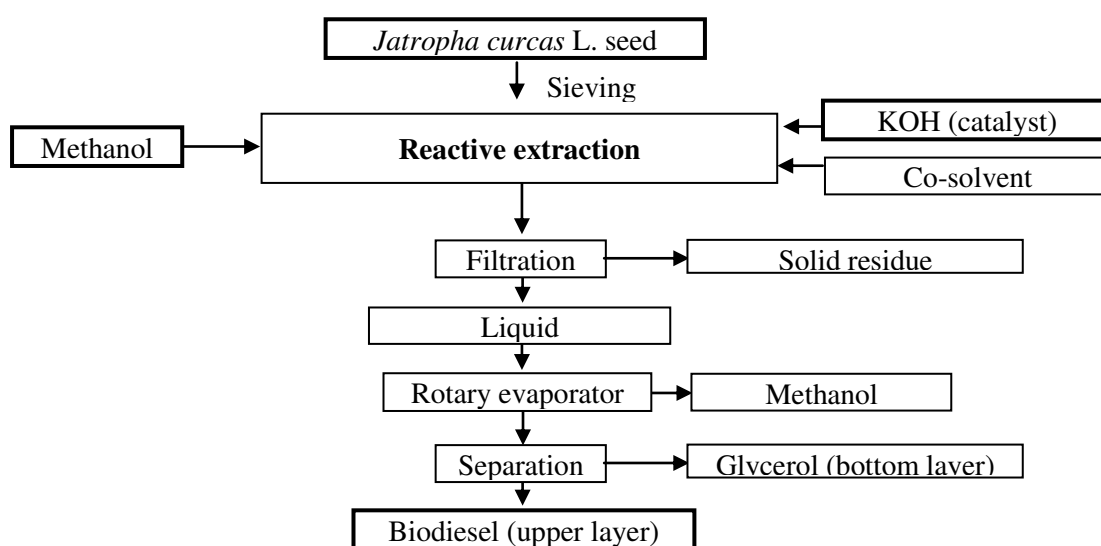 Jatropha curcas L. seed
Sieving
KOH (catalyst)
Methanol
Reactive extraction
Co-solvent
Filtration
Solid residue
Liquid
Rotary evaporator
Methanol
Separation
Glycerol (bottom layer)
Biodiesel (upper layer)